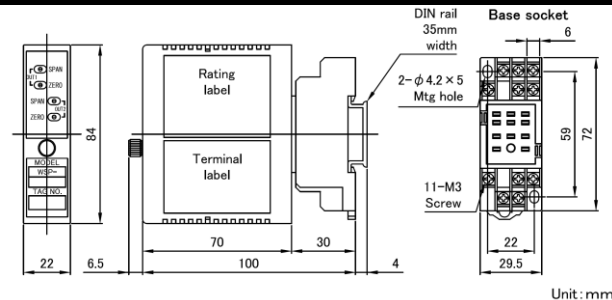 DIN rail
35mm
width
Base socket
6
2-φ4.2×5
Mtg hole
OUT1
SPAN
ZERO
SPAN
OUT2
ZERO
MODEL
WSP-
TAG NO.
84
Rating
label
Terminal
label
59
72
11-M3
Screw
70
30
22
22
6.5
100
4
29.5
Unit:mm